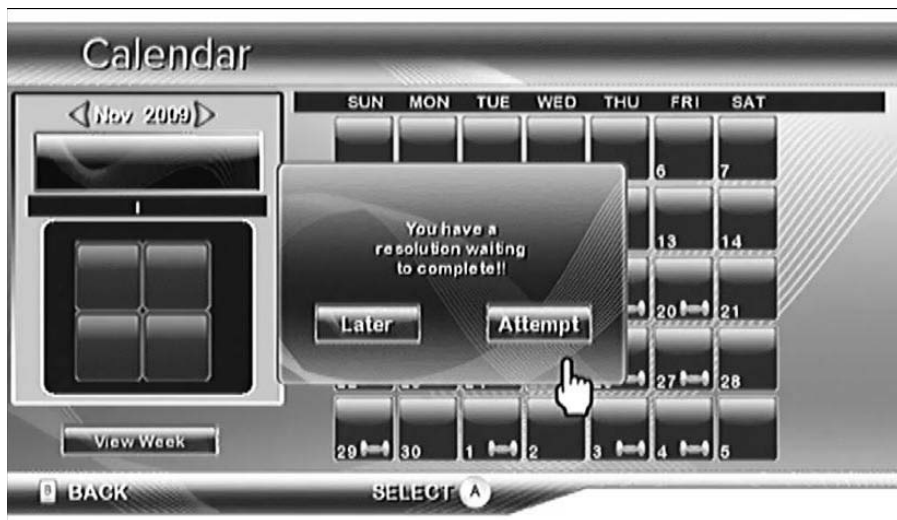 Calendar
Nov 2009
SUN MON TUE WED THU FRI SAT
6 7
1
You have a
resolution waiting
to complete!!
13 14
Later Attempt
20 21
27 28
View Week
29 30 1 2 3 4 5
B BACK SELECT A